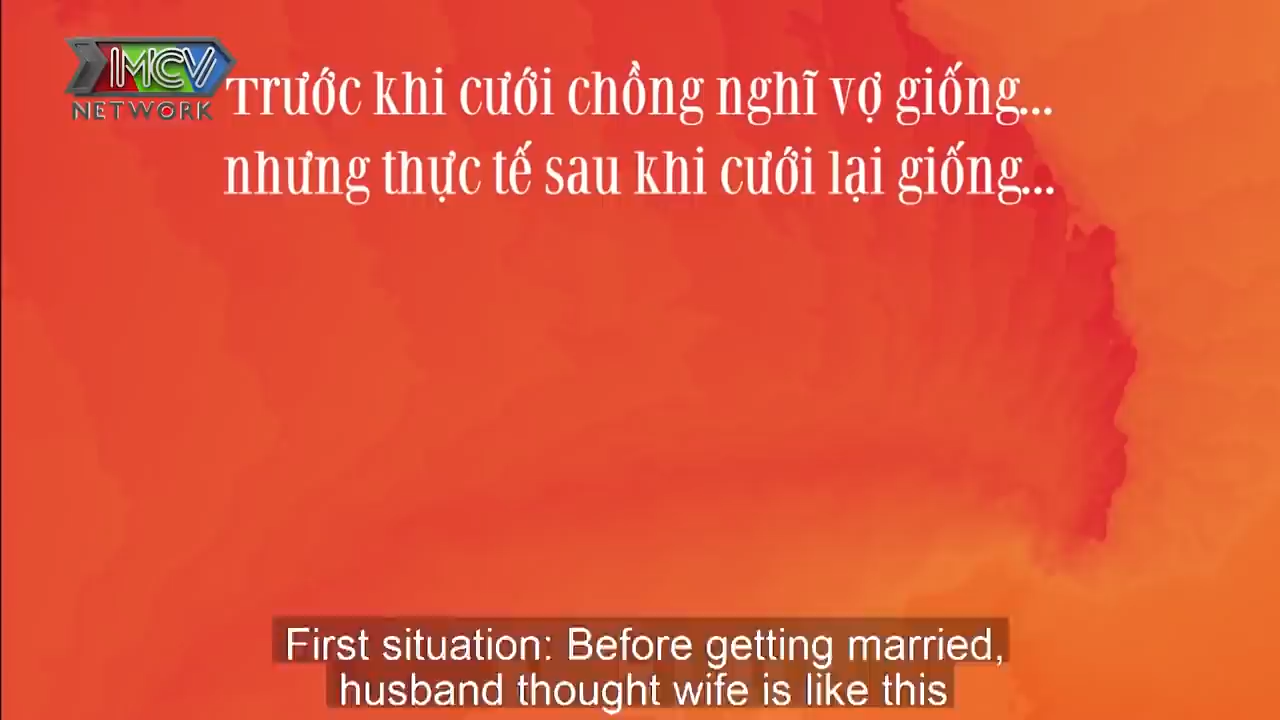 MCV
NETWORK
Trước khi cưới chồng nghĩ vợ giống...
nhưng thực tế sau khi cưới lại giống...
First situation: Before getting married,
husband thought wife is like this